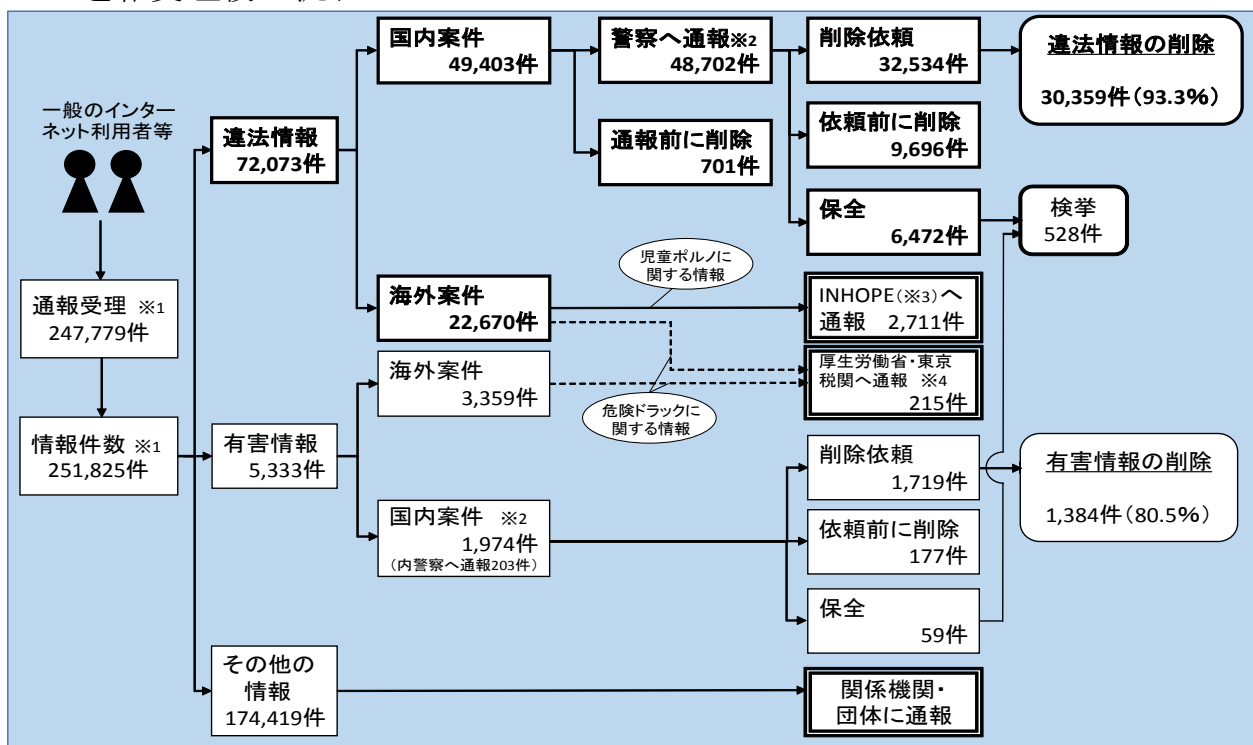 国内案件
49,403件
警察へ通報※2
48,702件
削除依頼
32,534件
違法情報の削除
30,359件(93.3%)
一般のインター
ネット利用者等
違法情報
72,073件
通報前に削除
701件
依頼前に削除
9,696件
保全
6,472件
検挙
528件
児童ポルノに
関する情報
通報受理 ※1
247,779件
海外案件
22,670件
INHOPE(※3)へ
通報 2,711件
海外案件
3,359件
厚生労働省・東京
税関へ通報 ※4
215件
危険ドラックに
関する情報
情報件数 ※1
251,825件
有害情報
5,333件
削除依頼
1,719件
有害情報の削除
1,384件(80.5%)
国内案件 ※2
1,974件
(内警察へ通報203件)
依頼前に削除
177件
保全
59件
その他の
情報
174,419件
関係機関・
団体に通報